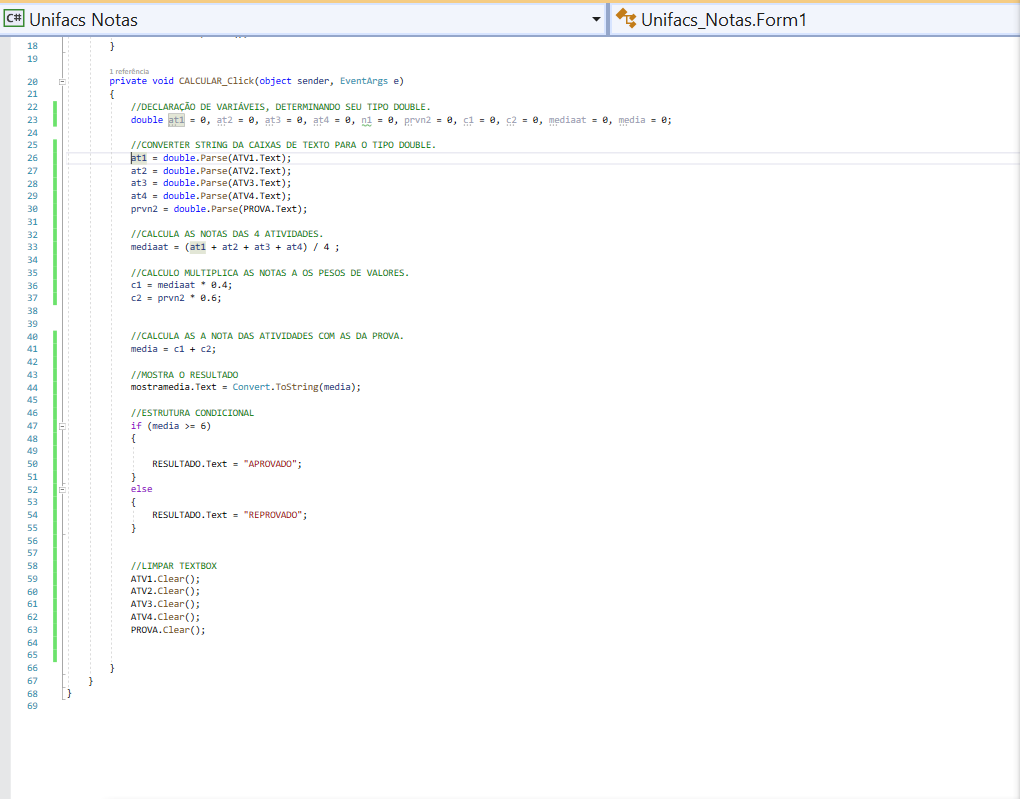 C# Unifacs Notas
Unifacs_Notas.Form1
18 }
19
1 referência
20 private void CALCULAR_Click(object sender, EventArgs e)
21 {
22 //DECLARAÇÃO DE VARIÁVEIS, DETERMINANDO SEU TIPO DOUBLE.
23 double at1 = 0, at2 = 0, at3 = 0, at4 = 0, n1 = 0, prvn2 = 0, c1 = 0, c2 = 0, mediaat = 0, media = 0;
24
25 //CONVERTER STRING DA CAIXAS DE TEXTO PARA O TIPO DOUBLE.
26 at1 = double.Parse(ATV1.Text);
27 at2 = double.Parse(ATV2.Text);
28 at3 = double.Parse(ATV3.Text);
29 at4 = double.Parse(ATV4.Text);
30 prvn2 = double.Parse(PROVA.Text);
31
32 //CALCULA AS NOTAS DAS 4 ATIVIDADES.
33 mediaat = (at1 + at2 + at3 + at4) / 4 ;
34
35 //CALCULO MULTIPLICA AS NOTAS A OS PESOS DE VALORES.
36 c1 = mediaat * 0.4;
37 c2 = prvn2 * 0.6;
38
39
40 //CALCULA AS A NOTA DAS ATIVIDADES COM AS DA PROVA.
41 media = c1 + c2;
42
43 //MOSTRA O RESULTADO
44 mostramedia.Text = Convert.ToString(media);
45
46 //ESTRUTURA CONDICIONAL
47 if (media >= 6)
48 {
49
50 RESULTADO.Text = "APROVADO";
51 }
52 else
53 {
54 RESULTADO.Text = "REPROVADO";
55 }
56
57
58 //LIMPAR TEXTBOX
59 ATV1.Clear();
60 ATV2.Clear();
61 ATV3.Clear();
62 ATV4.Clear();
63 PROVA.Clear();
64
65
66 }
67 }
68 }
69